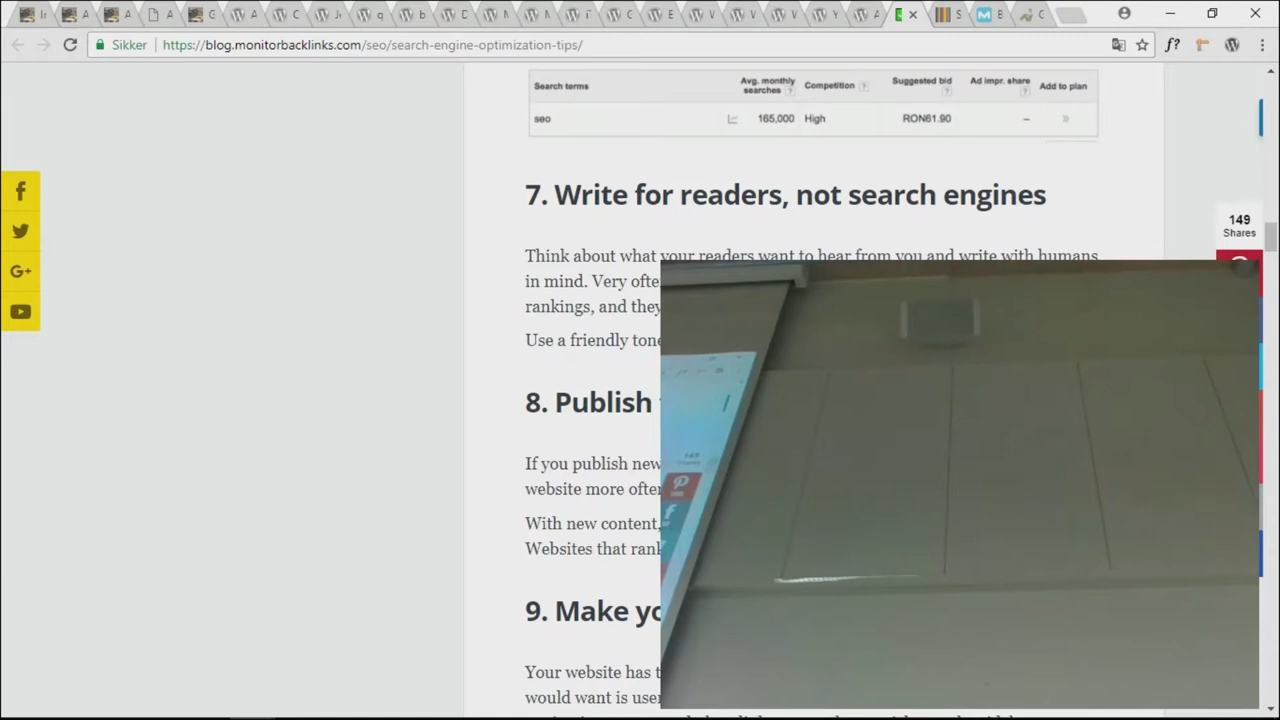 Sikker
https://blog.monitorbacklinks.com/seo/search-engine-optimization-tips/
Search terms
Avg. monthly searches
Competition
Suggested bid
Ad impr. share
Add to plan
seo
165,000
High
RON61.90
–
7. Write for readers, not search engines
149
Shares
Think about what your readers want to hear from you and write with humans
in mind. Very ofte
rankings, and they
Use a friendly tone
8. Publish
If you publish new
website more ofte
With new content,
Websites that rank
9. Make yo
Your website has t
would want is use